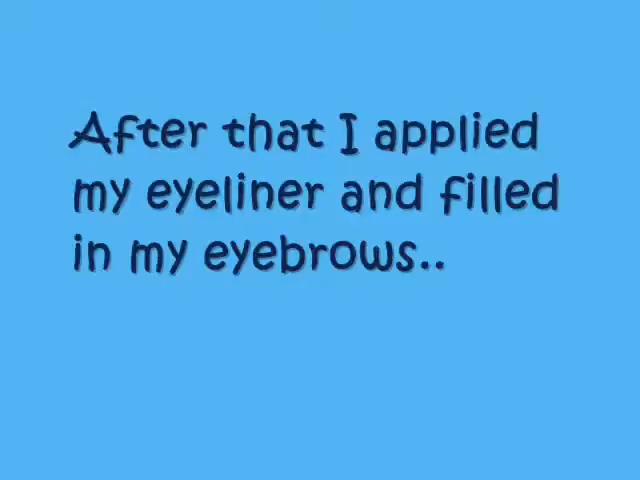 After that I applied
my eyeliner and filled
in my eyebrows..